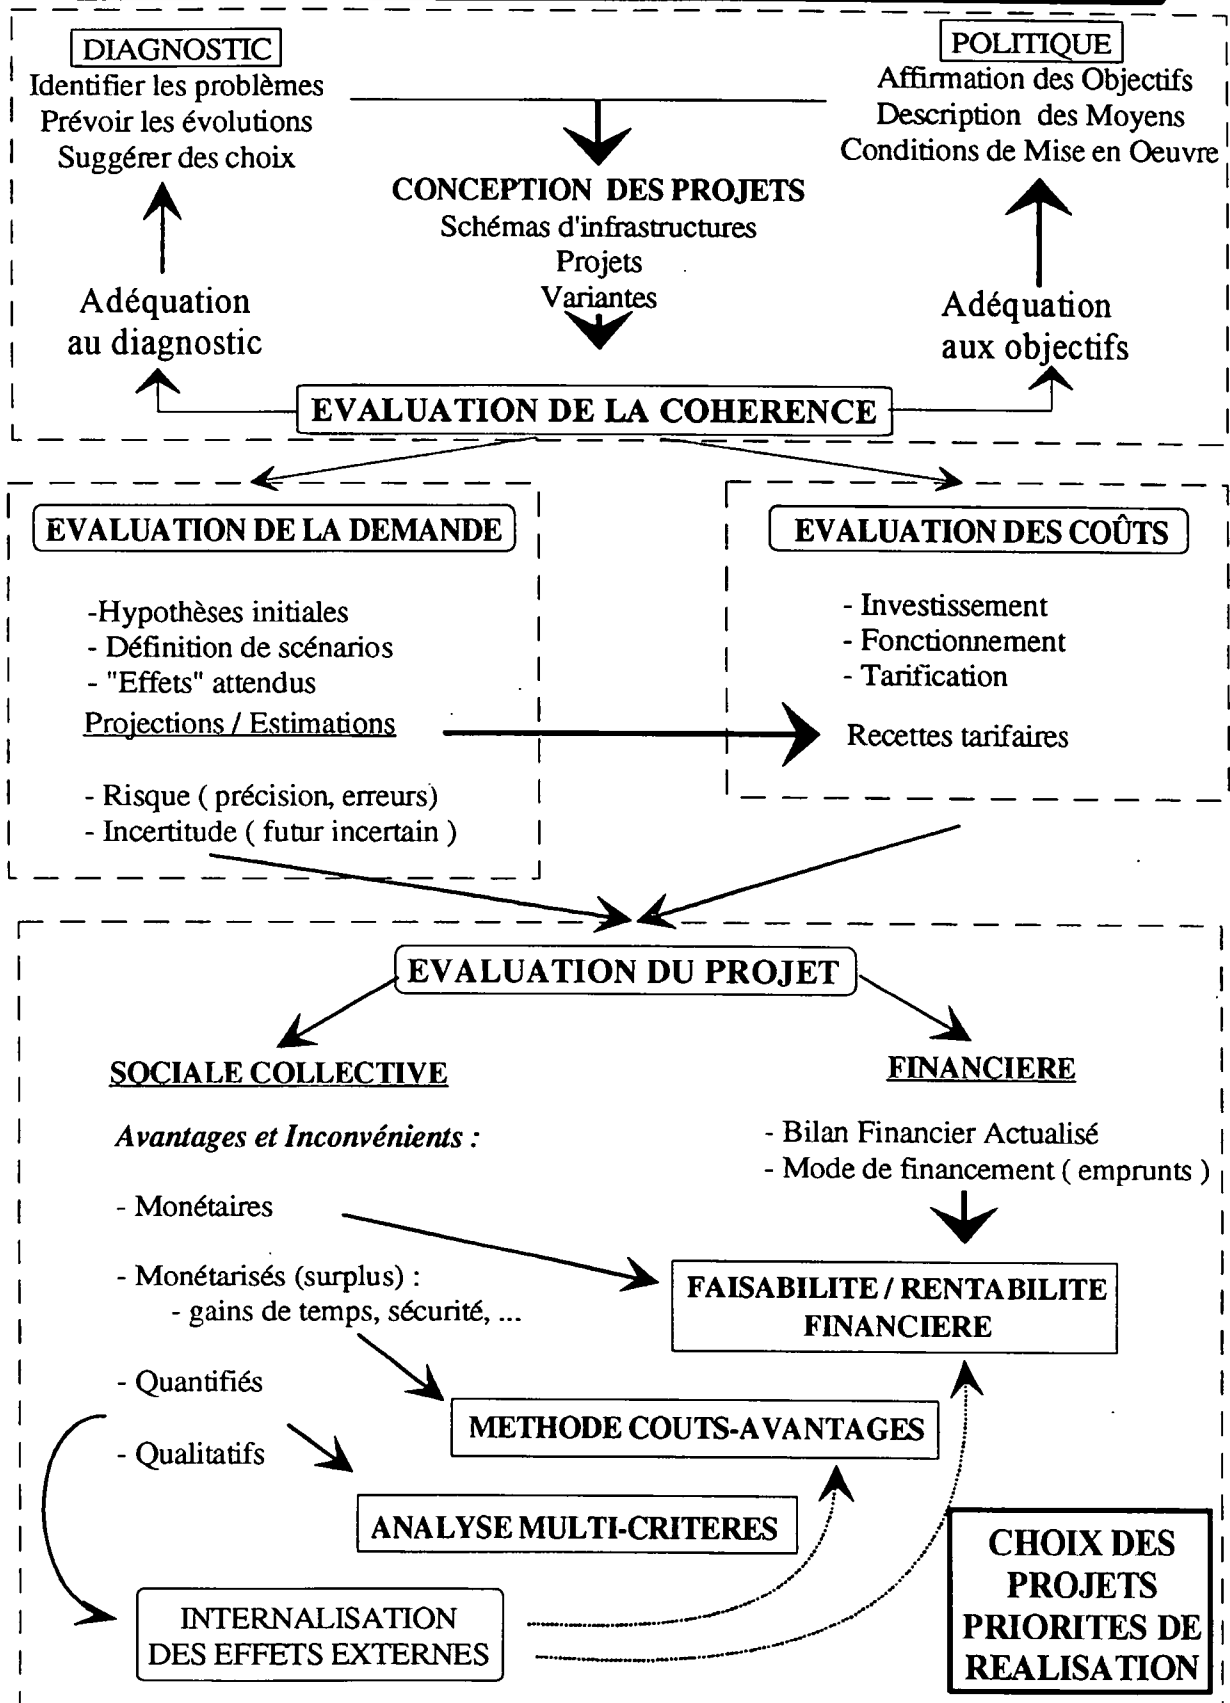 DIAGNOSTIC
Identifier les problèmes
Prévoir les évolutions
Suggérer des choix
POLITIQUE
Affirmation des Objectifs
Description des Moyens
Conditions de Mise en Oeuvre
CONCEPTION DES PROJETS
Schémas d'infrastructures
Projets
Variantes
Adéquation
au diagnostic
Adéquation
aux objectifs
EVALUATION DE LA COHERENCE
EVALUATION DE LA DEMANDE
-Hypothèses initiales
- Définition de scénarios
- "Effets" attendus
Projections / Estimations
- Risque ( précision, erreurs)
- Incertitude ( futur incertain )
EVALUATION DES COÛTS
- Investissement
- Fonctionnement
- Tarification
Recettes tarifaires
EVALUATION DU PROJET
SOCIALE COLLECTIVE
Avantages et Inconvénients :
- Monétaires
- Monétarisés (surplus) :
- gains de temps, sécurité, ...
- Quantifiés
- Qualitatifs
FINANCIERE
- Bilan Financier Actualisé
- Mode de financement ( emprunts )
FAISABILITE / RENTABILITE
FINANCIERE
METHODE COUTS-AVANTAGES
ANALYSE MULTI-CRITERES
INTERNALISATION
DES EFFETS EXTERNES
CHOIX DES
PROJETS
PRIORITES DE
REALISATION